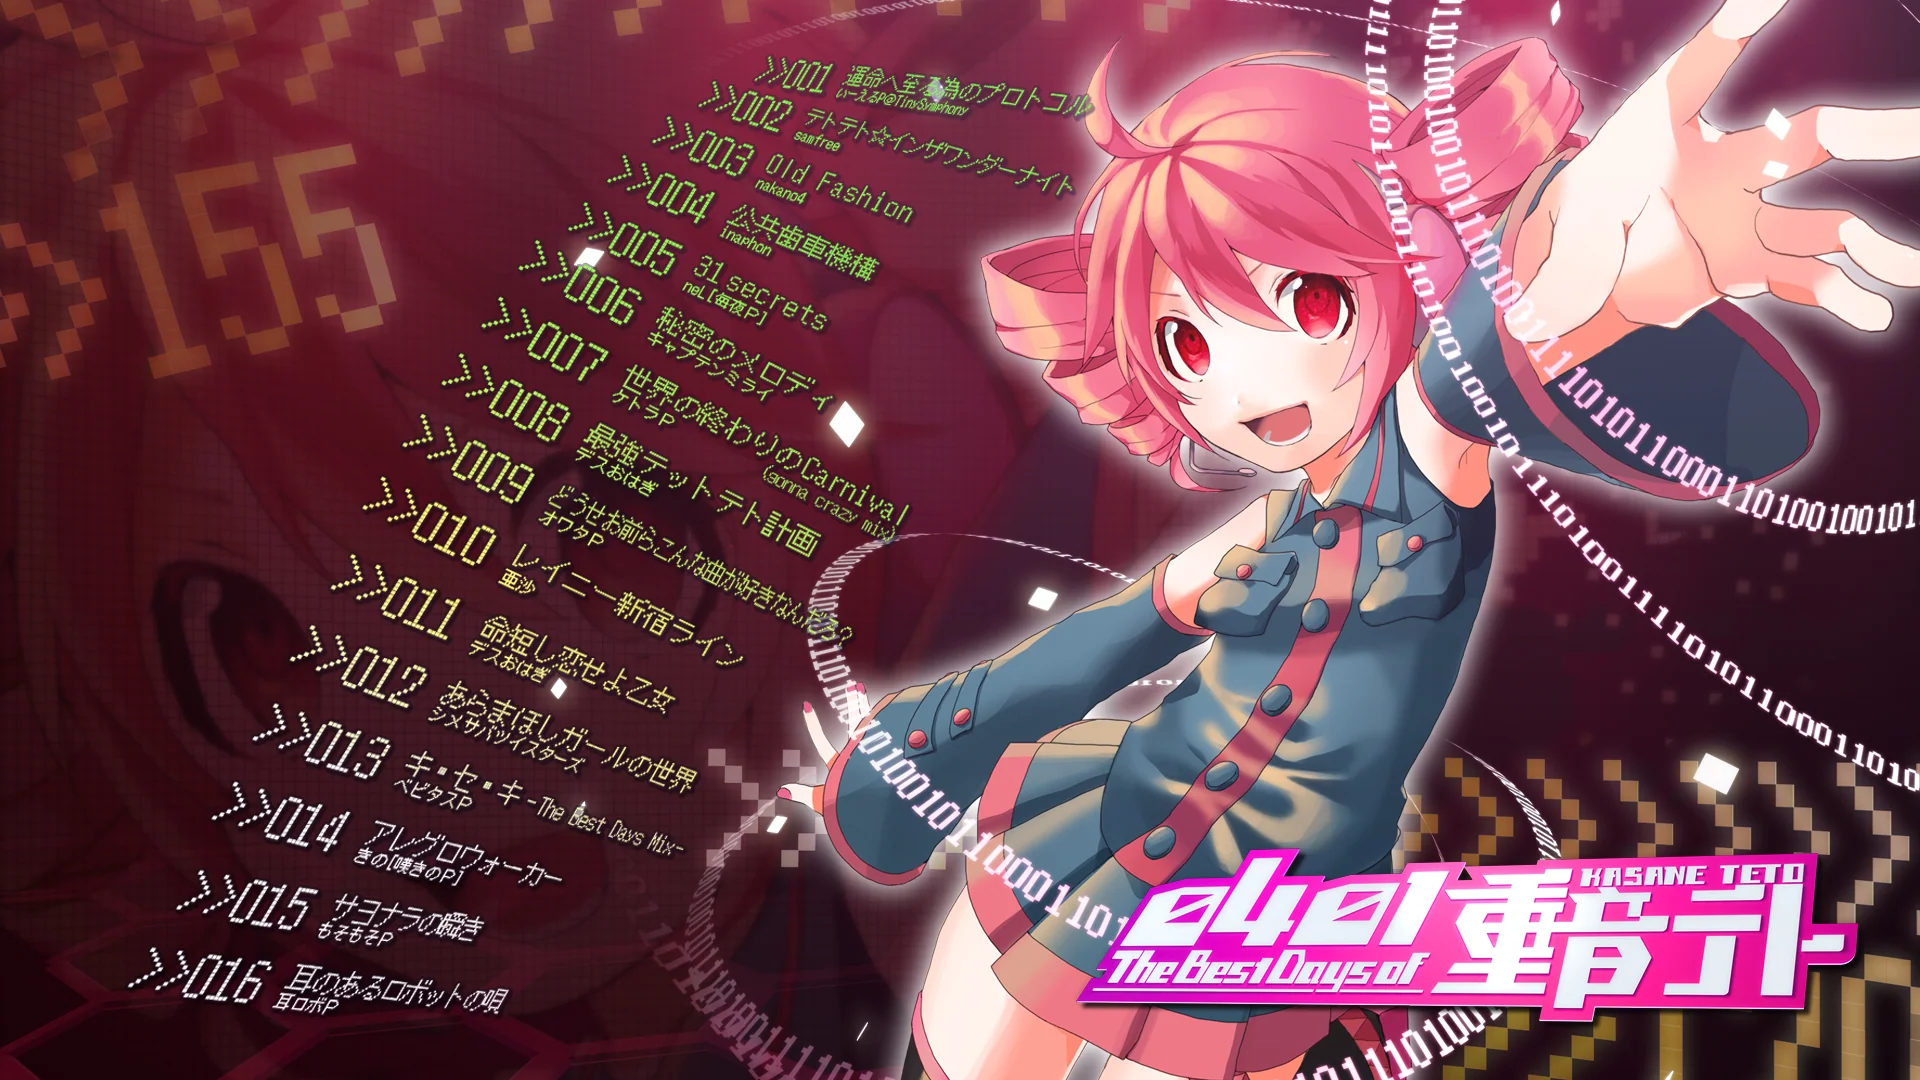 >>001 運命へ至る為のプロトコル
いーえるP@TinySymphony
>>002 テトテト☆インザワンダーナイト
samfree
>>003 Old Fashion
nakano4
>>004 公共歯車機構
inaphon
>>005 31secrets
neL[毎夜P]
>>006 秘密のメロディ
キャプテンミライ
>>007 世界の終わりのCarnival
(gonna crazy mix)
ケトラP
>>008 最強テットテト計画
デスおはぎ
>>009 どうせお前らこんな曲が好きなんだろ?
オワタP
>>010 レイニー新宿ライン
亜沙
>>011 命短し恋せよ乙女
デスおはぎ
>>012 あらまほしガールの世界
ジメサバツイスターズ
>>013 キ・セ・キ-The Best Days Mix-
ベビタスP
>>014 アレグロウォーカー
きの[嘆きのP]
>>015 サヨナラの瞬き
もそもそP
>>016 耳のあるロボットの唄
耳ロボP
>155
0401
The Best Days of
重音テト
KASANE TETO